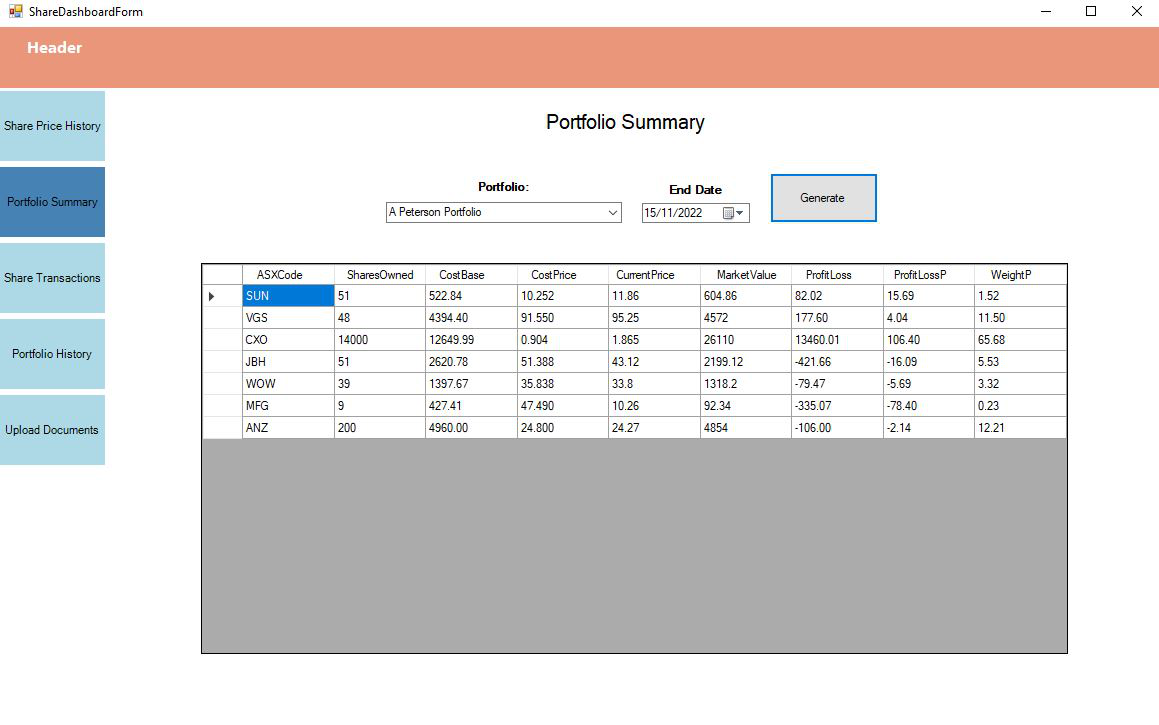 ShareDashboardForm
Header
Share Price History
Portfolio Summary
Share Transactions
Portfolio History
Upload Documents
Portfolio Summary
Portfolio: End Date
A Peterson Portfolio 15/11/2022 Generate
ASXCode SharesOwned CostBase CostPrice CurrentPrice MarketValue ProfitLoss ProfitLossP WeightP
SUN 51 522.84 10.252 11.86 604.86 82.02 15.69 1.52
VGS 48 4394.40 91.550 95.25 4572 177.60 4.04 11.50
CXO 14000 12649.99 0.904 1.865 26110 13460.01 106.40 65.68
JBH 51 2620.78 51.388 43.12 2199.12 -421.66 -16.09 5.53
WOW 39 1397.67 35.838 33.8 1318.2 -79.47 -5.69 3.32
MFG 9 427.41 47.490 10.26 92.34 -335.07 -78.40 0.23
ANZ 200 4960.00 24.800 24.27 4854 -106.00 -2.14 12.21